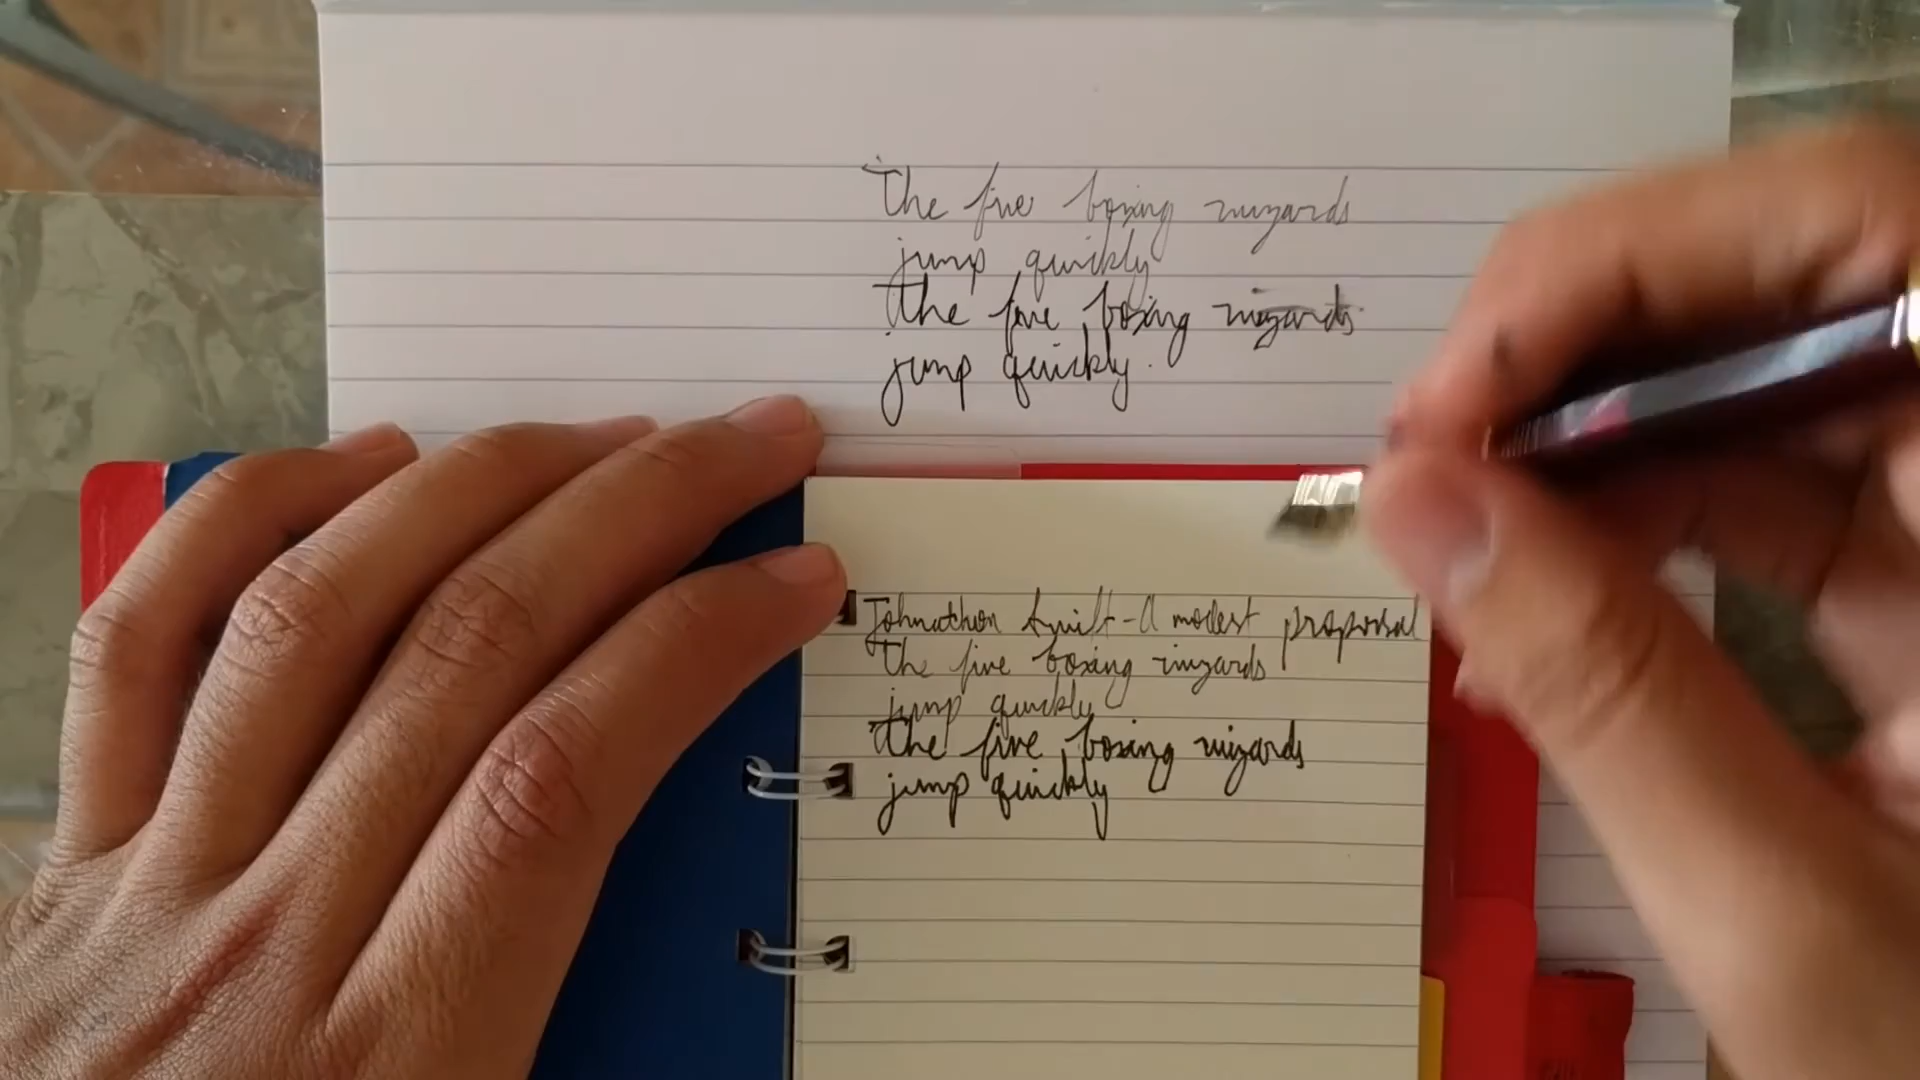 The five boxing wizards
jump quickly
The five boxing wizards
jump quickly.
Johnathon Swift - A modest proposal
The five boxing wizards
jump quickly
The five boxing wizards
jump quickly